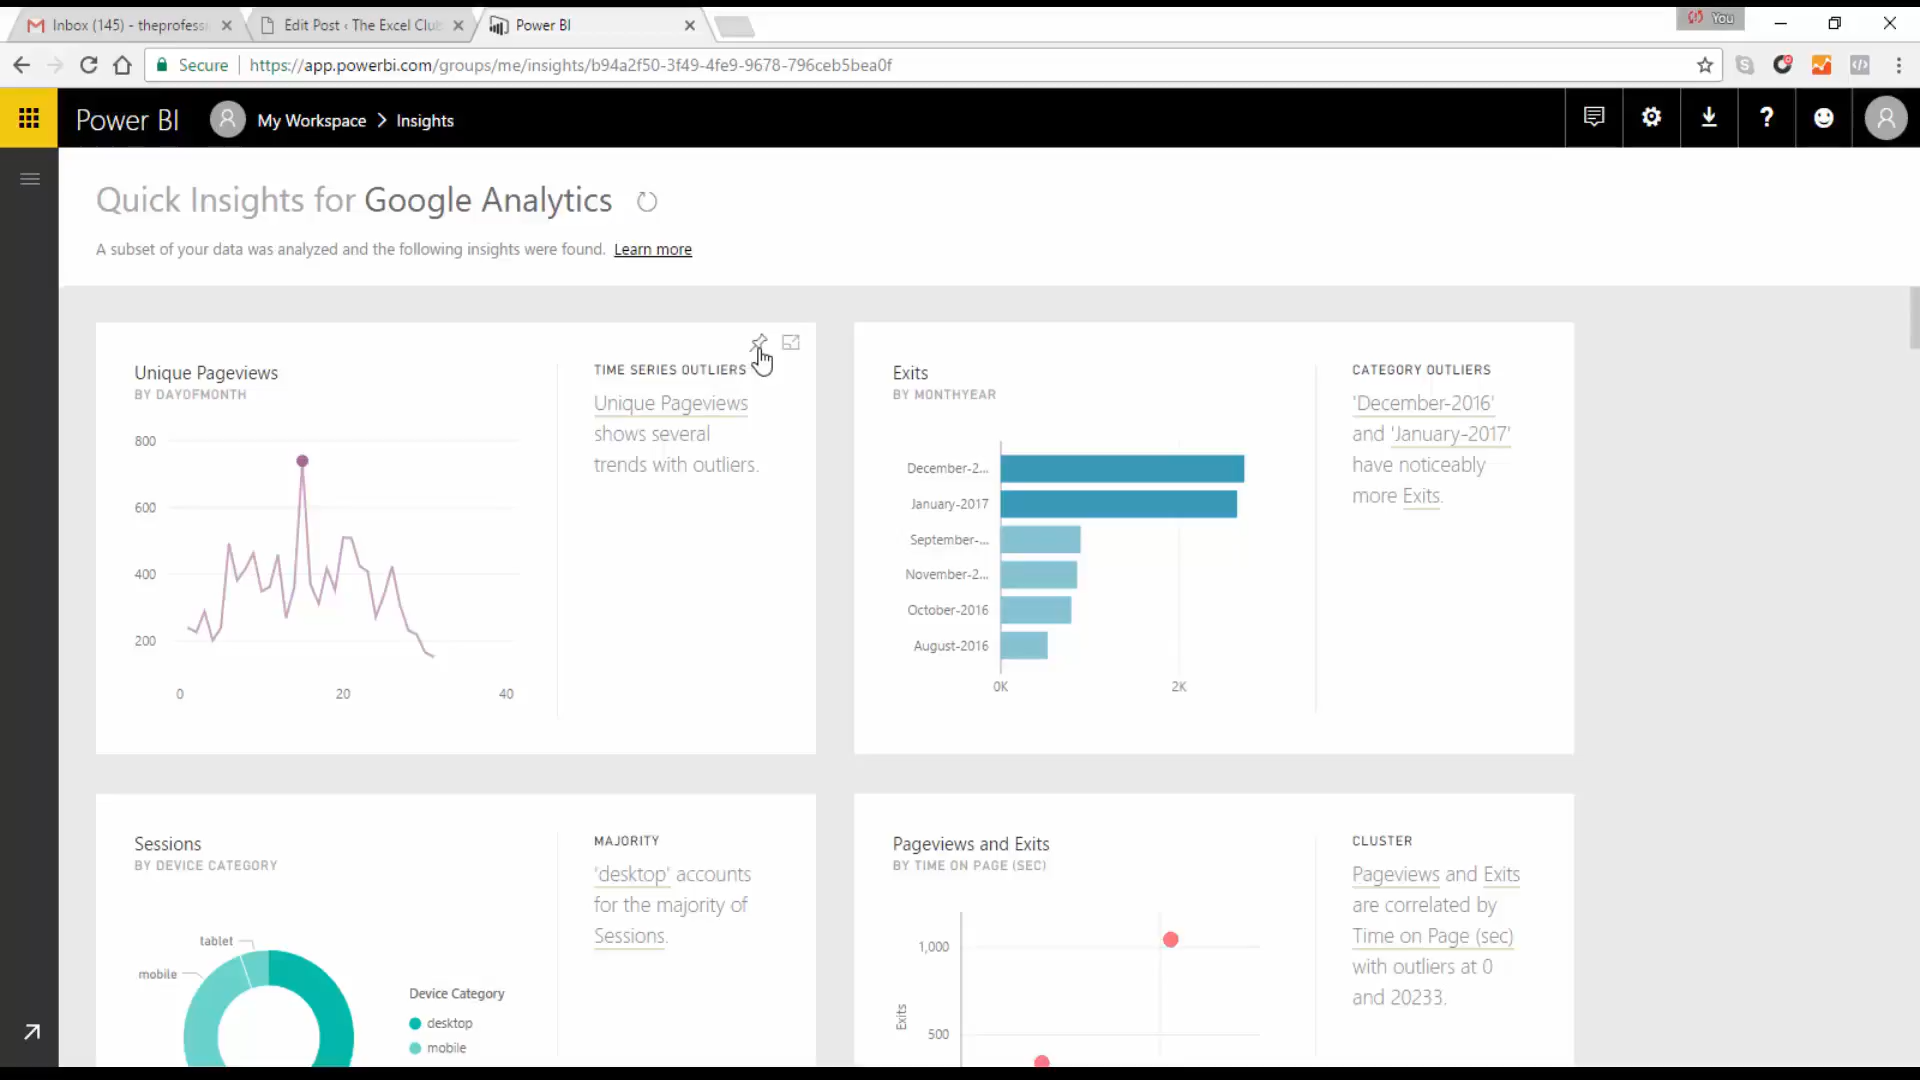 Inbox (145) - theprofess
Edit Post ‹ The Excel Clu
Power BI
You
Secure
https://app.powerbi.com/groups/me/insights/b94a2f50-3f49-4fe9-9678-796ceb5bea0f
Power BI
My Workspace > Insights
Quick Insights for Google Analytics
A subset of your data was analyzed and the following insights were found. Learn more
Unique Pageviews
BY DAYOFMONTH
800
600
400
200
0
20
40
TIME SERIES OUTLIERS
Unique Pageviews
shows several
trends with outliers.
Exits
BY MONTHYEAR
December-2...
January-2017
September-...
November-2...
October-2016
August-2016
0K
2K
CATEGORY OUTLIERS
'December-2016'
and 'January-2017'
have noticeably
more Exits.
Sessions
BY DEVICE CATEGORY
tablet
mobile
Device Category
desktop
mobile
MAJORITY
'desktop' accounts
for the majority of
Sessions.
Pageviews and Exits
BY TIME ON PAGE (SEC)
1,000
500
Exits
CLUSTER
Pageviews and Exits
are correlated by
Time on Page (sec)
with outliers at 0
and 20233.